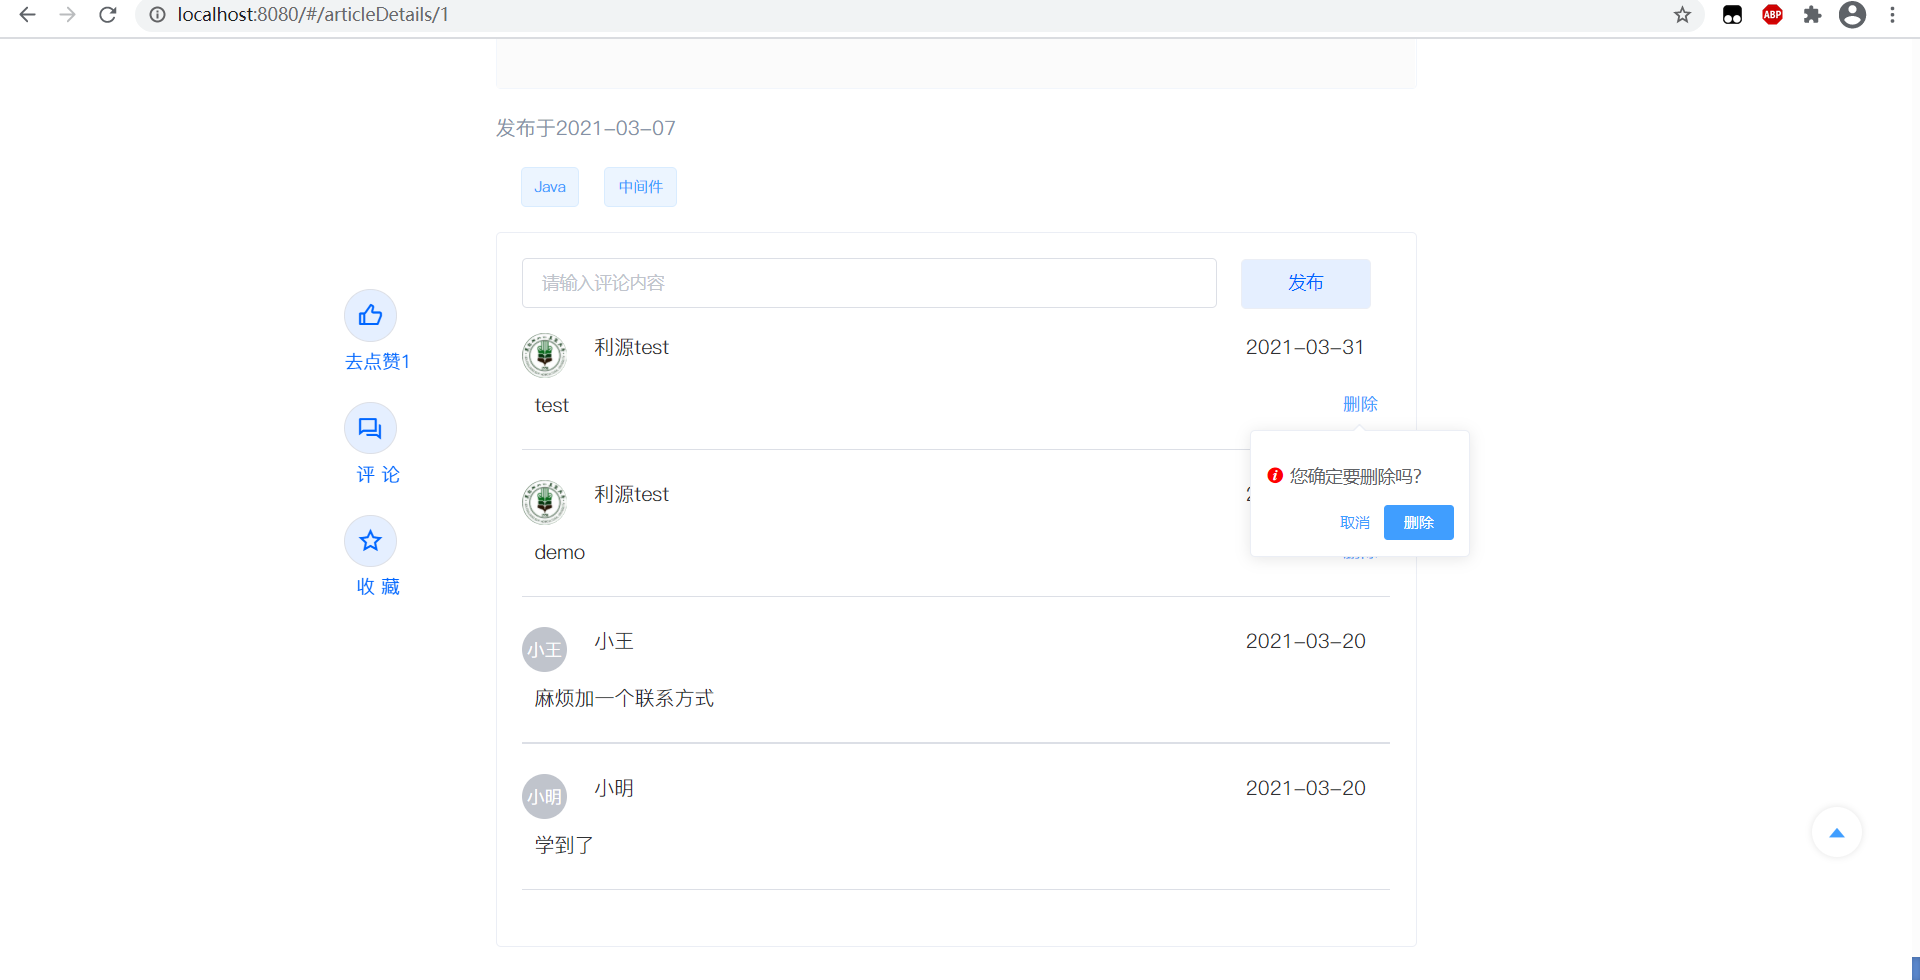 localhost:8080/#/articleDetails/1
ABP
发布于2021-03-07
Java 中间件
请输入评论内容 发布
利源test 2021-03-31
test 删除
您确定要删除吗?
取消 删除
利源test
demo
小王 小王 2021-03-20
麻烦加一个联系方式
小明 小明 2021-03-20
学到了
去点赞1
评 论
收 藏